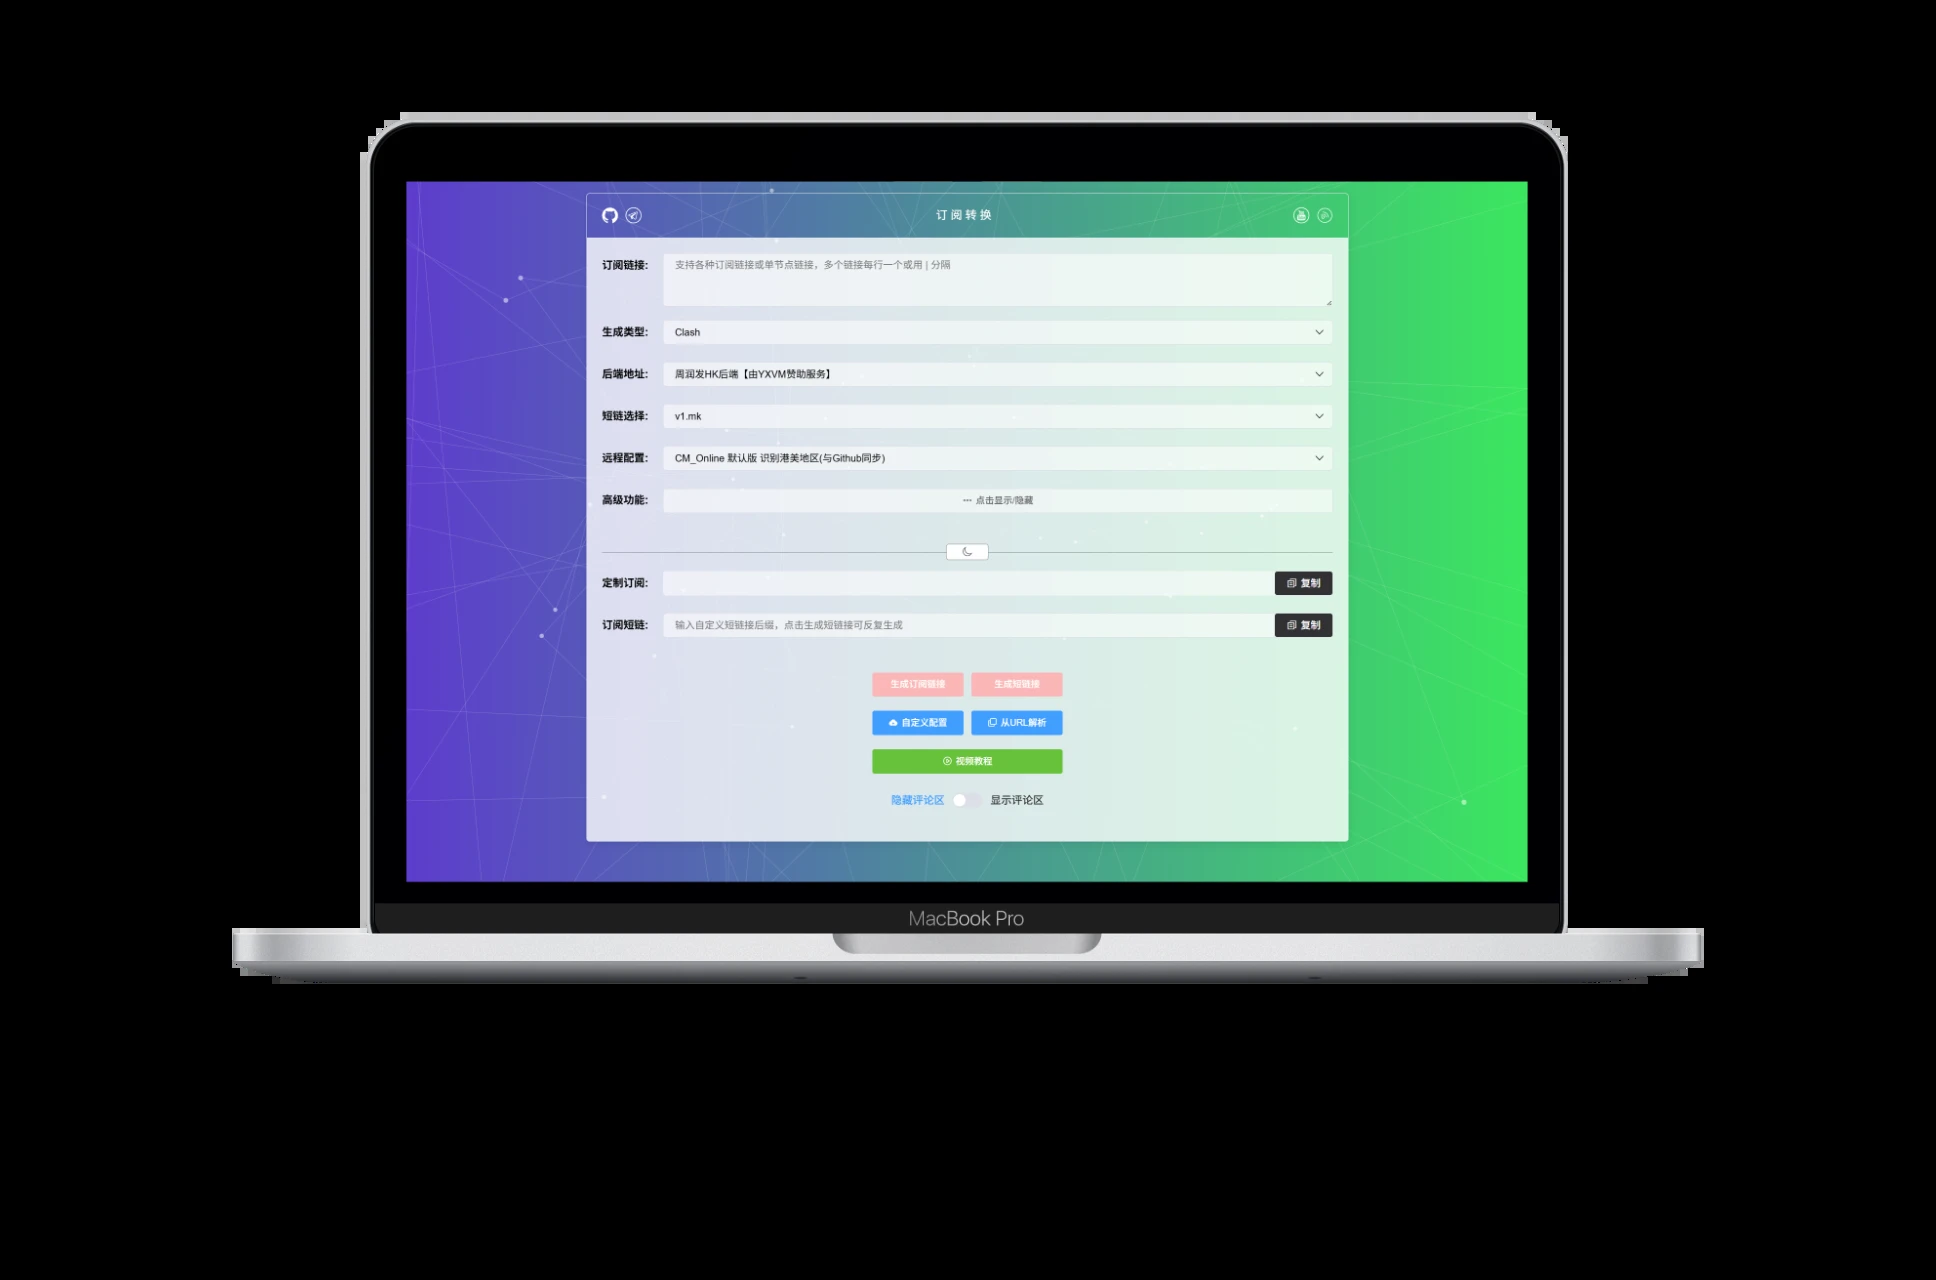 订阅转换
订阅链接: 支持各种订阅链接或单节点链接，多个链接每行一个或用 | 分隔
生成类型: Clash
后端地址: 周润发HK后端【由YXVM赞助服务】
短链选择: v1.mk
远程配置: CM_Online 默认版 识别港美地区(与Github同步)
高级功能: ··· 点击显示/隐藏
定制订阅: 复制
订阅短链: 输入自定义短链接后缀，点击生成短链接可反复生成 复制
生成订阅链接 生成短链接
自定义配置 从URL解析
视频教程
隐藏评论区 显示评论区
MacBook Pro